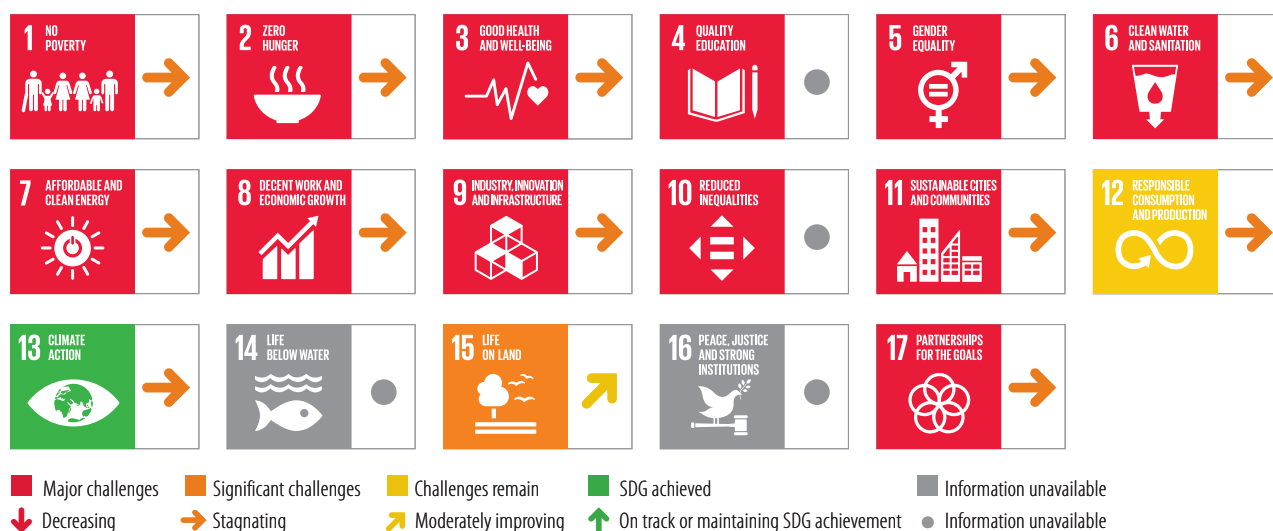 1 NO
POVERTY
2 ZERO
HUNGER
3 GOOD HEALTH
AND WELL-BEING
4 QUALITY
EDUCATION
5 GENDER
EQUALITY
6 CLEAN WATER
AND SANITATION
7 AFFORDABLE AND
CLEAN ENERGY
8 DECENT WORK AND
ECONOMIC GROWTH
9 INDUSTRY, INNOVATION
AND INFRASTRUCTURE
10 REDUCED
INEQUALITIES
11 SUSTAINABLE CITIES
AND COMMUNITIES
12 RESPONSIBLE
CONSUMPTION
AND PRODUCTION
13 CLIMATE
ACTION
14 LIFE
BELOW WATER
15 LIFE
ON LAND
16 PEACE, JUSTICE
AND STRONG
INSTITUTIONS
17 PARTNERSHIPS
FOR THE GOALS
Major challenges Significant challenges Challenges remain SDG achieved Information unavailable
Decreasing Stagnating Moderately improving On track or maintaining SDG achievement Information unavailable